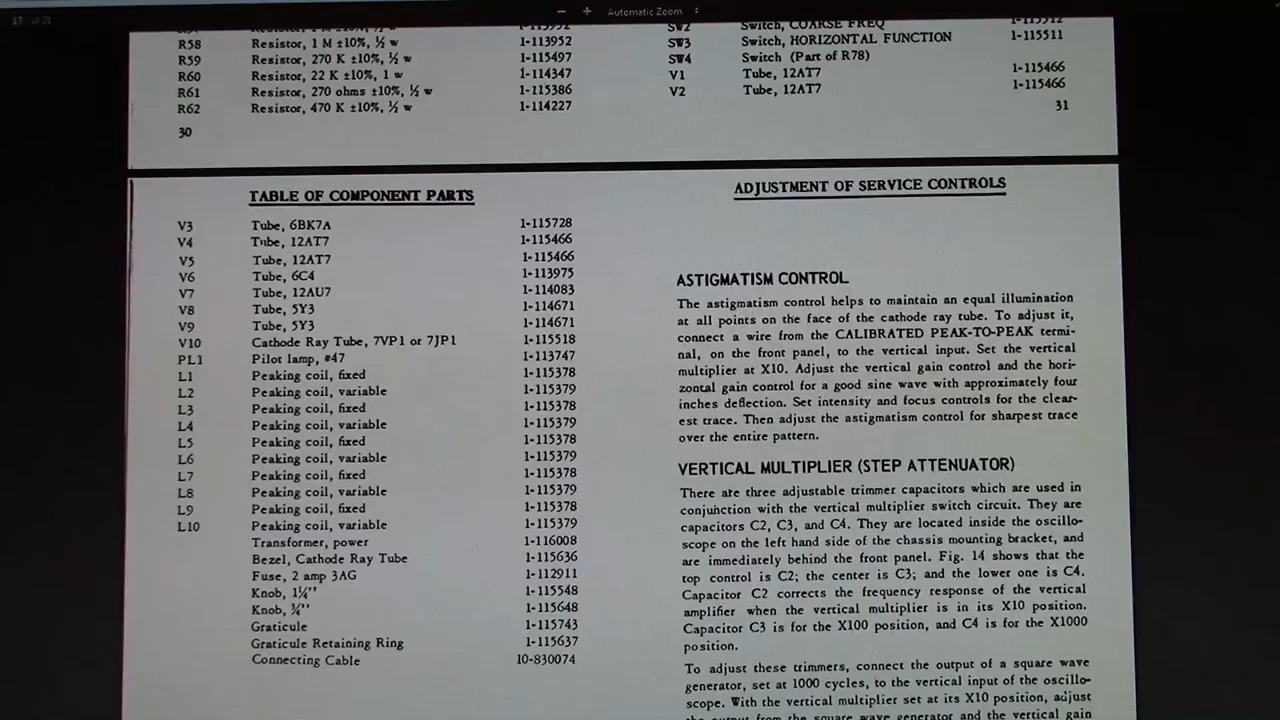 17 of 21
− + Automatic Zoom
R58 Resistor, 1 M ±10%, ½ w 1-113952
R59 Resistor, 270 K ±10%, ½ w 1-115497
R60 Resistor, 22 K ±10%, 1 w 1-114347
R61 Resistor, 270 ohms ±10%, ½ w 1-115386
R62 Resistor, 470 K ±10%, ½ w 1-114227
30
SW2 Switch, COARSE FREQ 1-115512
SW3 Switch, HORIZONTAL FUNCTION 1-115511
SW4 Switch (Part of R78)
V1 Tube, 12AT7 1-115466
V2 Tube, 12AT7 1-115466
31
TABLE OF COMPONENT PARTS
V3 Tube, 6BK7A 1-115728
V4 Tube, 12AT7 1-115466
V5 Tube, 12AT7 1-115466
V6 Tube, 6C4 1-113975
V7 Tube, 12AU7 1-114083
V8 Tube, 5Y3 1-114671
V9 Tube, 5Y3 1-114671
V10 Cathode Ray Tube, 7VP1 or 7JP1 1-115518
PL1 Pilot lamp, #47 1-113747
L1 Peaking coil, fixed 1-115378
L2 Peaking coil, variable 1-115379
L3 Peaking coil, fixed 1-115378
L4 Peaking coil, variable 1-115379
L5 Peaking coil, fixed 1-115378
L6 Peaking coil, variable 1-115379
L7 Peaking coil, fixed 1-115378
L8 Peaking coil, variable 1-115379
L9 Peaking coil, fixed 1-115378
L10 Peaking coil, variable 1-115379
Transformer, power 1-116008
Bezel, Cathode Ray Tube 1-115636
Fuse, 2 amp 3AG 1-112911
Knob, 1¼" 1-115548
Knob, ¾" 1-115648
Graticule 1-115743
Graticule Retaining Ring 1-115637
Connecting Cable 10-830074
ADJUSTMENT OF SERVICE CONTROLS
ASTIGMATISM CONTROL
The astigmatism control helps to maintain an equal illumination
at all points on the face of the cathode ray tube. To adjust it,
connect a wire from the CALIBRATED PEAK-TO-PEAK termi-
nal, on the front panel, to the vertical input. Set the vertical
multiplier at X10. Adjust the vertical gain control and the hori-
zontal gain control for a good sine wave with approximately four
inches deflection. Set intensity and focus controls for the clear-
est trace. Then adjust the astigmatism control for sharpest trace
over the entire pattern.
VERTICAL MULTIPLIER (STEP ATTENUATOR)
There are three adjustable trimmer capacitors which are used in
conjunction with the vertical multiplier switch circuit. They are
capacitors C2, C3, and C4. They are located inside the oscillo-
scope on the left hand side of the chassis mounting bracket, and
are immediately behind the front panel. Fig. 14 shows that the
top control is C2; the center is C3; and the lower one is C4.
Capacitor C2 corrects the frequency response of the vertical
amplifier when the vertical multiplier is in its X10 position.
Capacitor C3 is for the X100 position, and C4 is for the X1000
position.
To adjust these trimmers, connect the output of a square wave
generator, set at 1000 cycles, to the vertical input of the oscillo-
scope. With the vertical multiplier set at its X10 position, adjust
the output from the square wave generator and the vertical gain